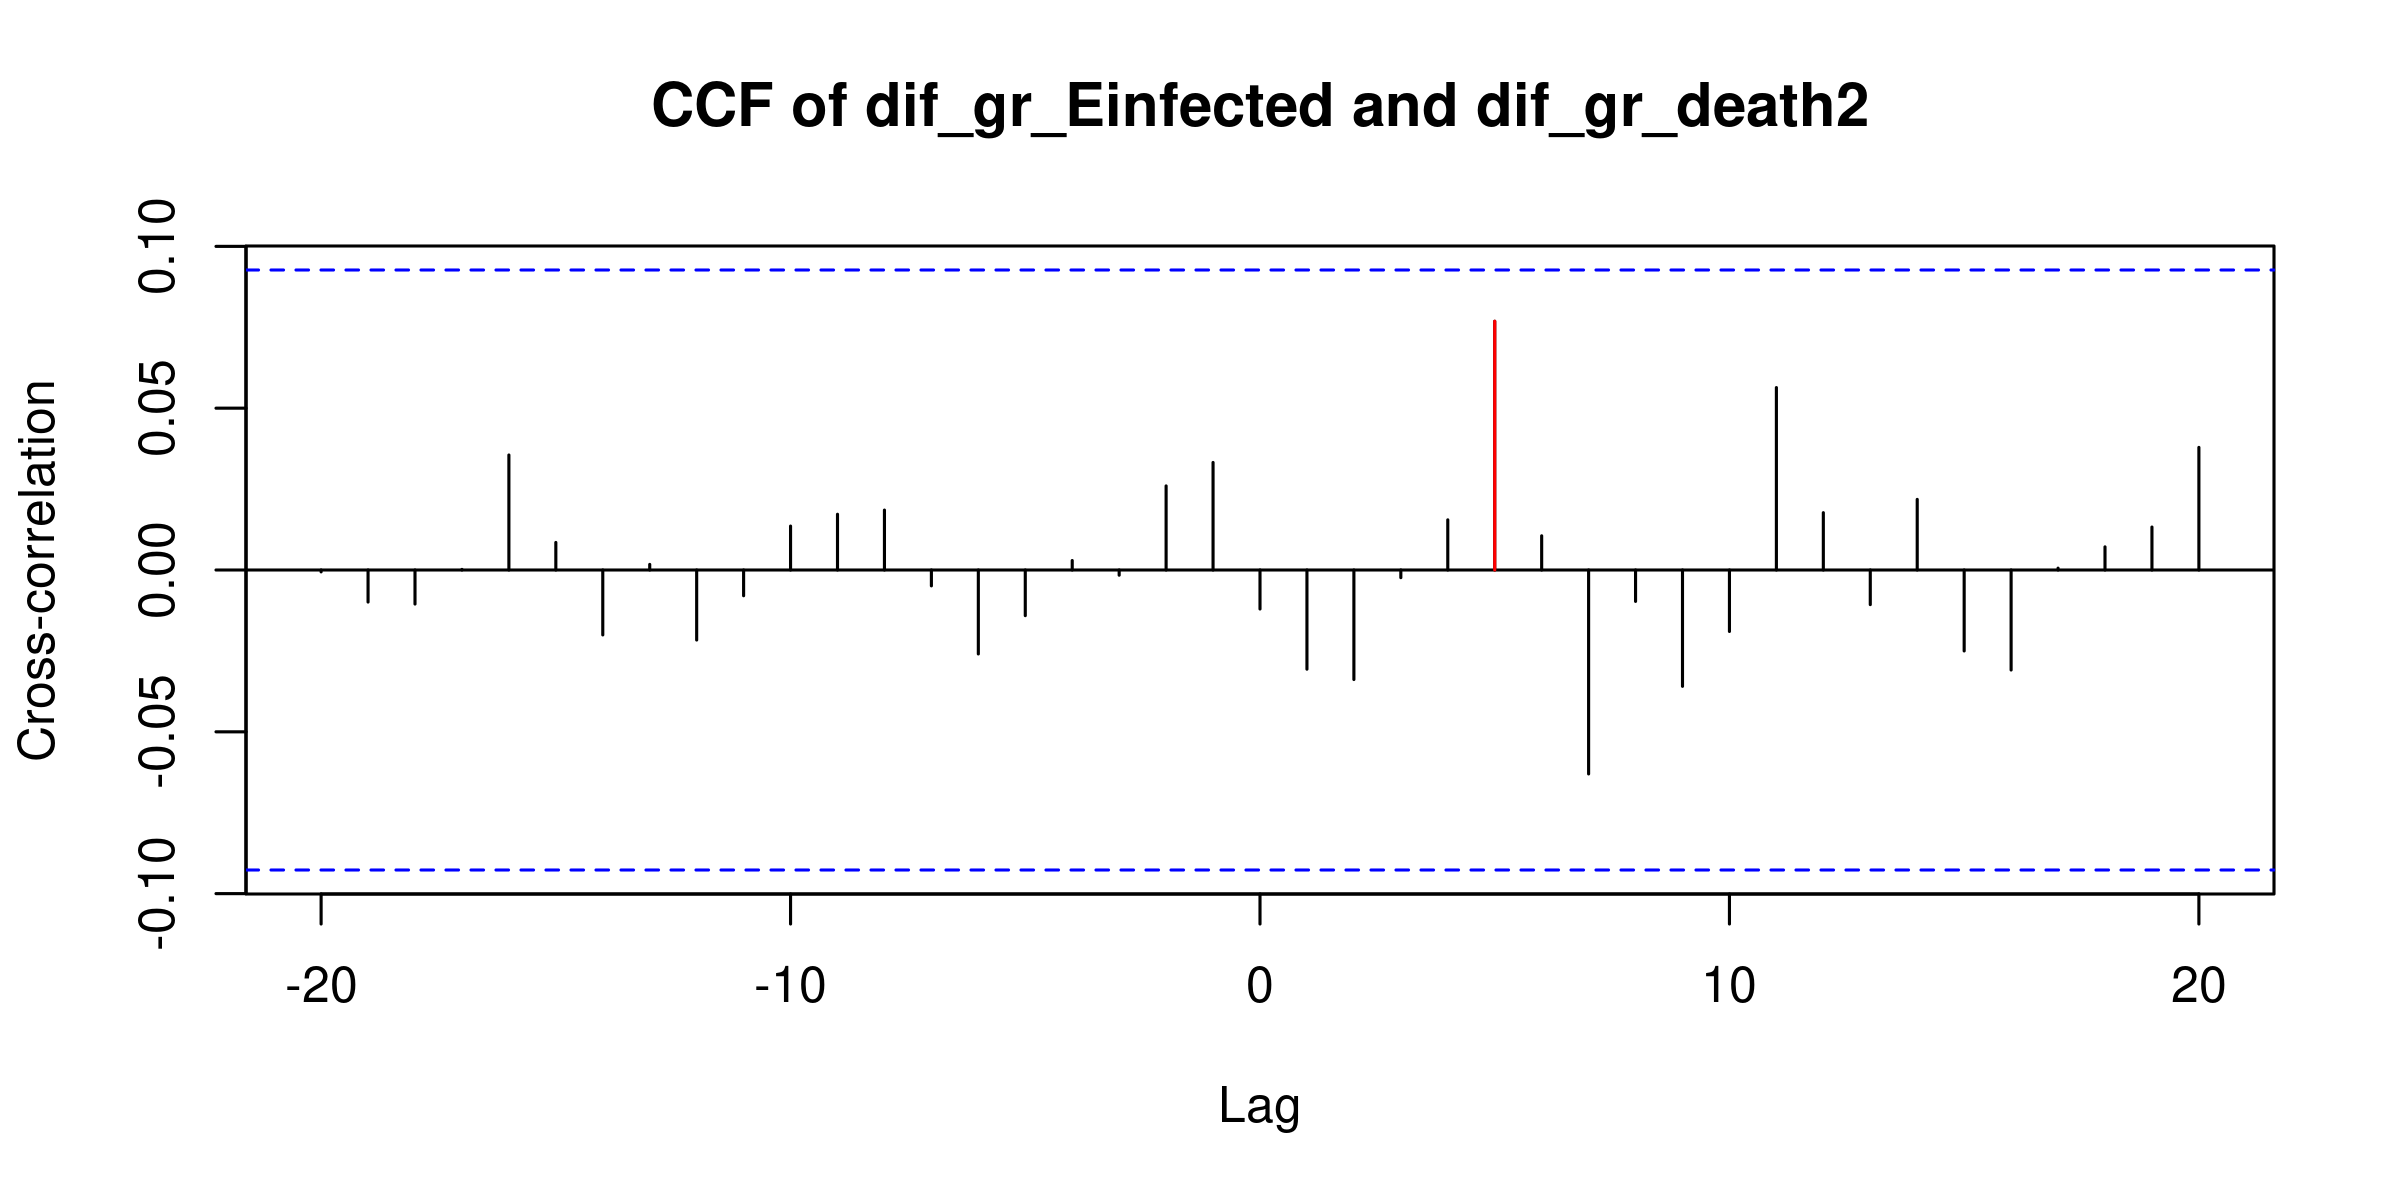 CCF of dif_gr_Einfected and dif_gr_death2
Cross-correlation
0.10
0.05
0.00
-0.05
-0.10
-20 -10 0 10 20
Lag